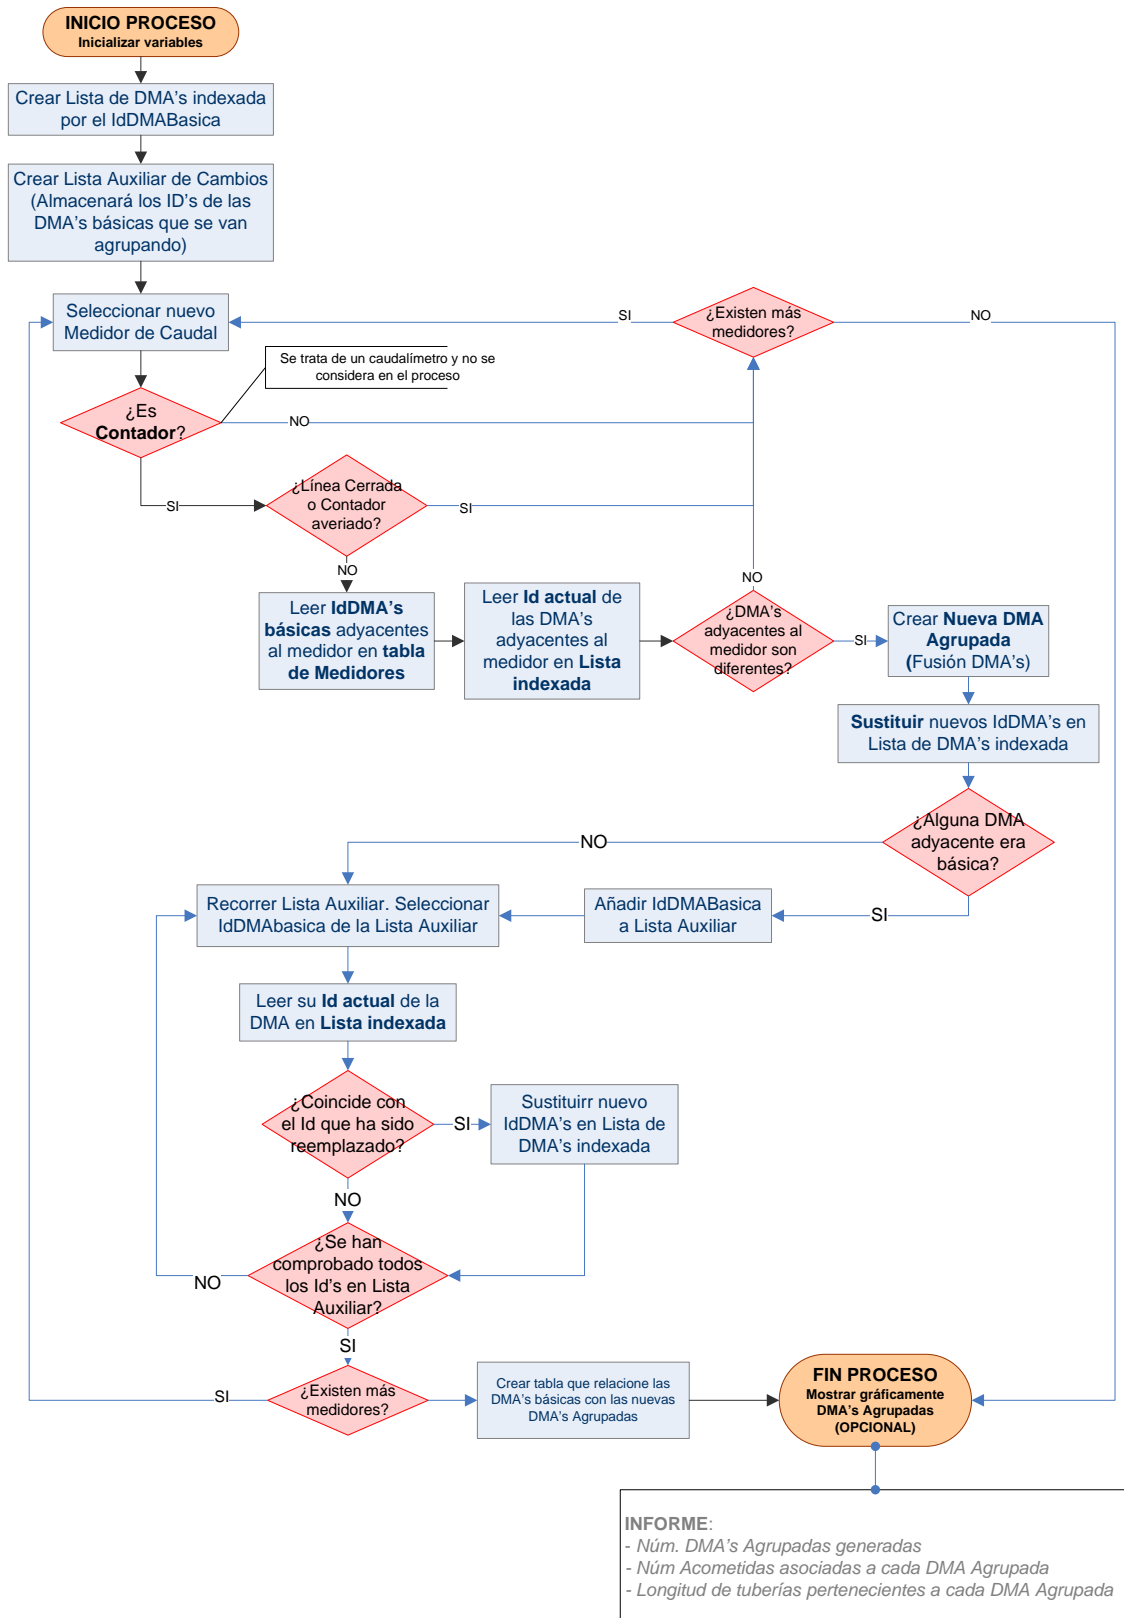 INICIO PROCESO
Inicializar variables
Crear Lista de DMA's indexada
por el IdDMABasica
Crear Lista Auxiliar de Cambios
(Almacenará los ID's de las
DMA's básicas que se van
agrupando)
Seleccionar nuevo
Medidor de Caudal
SI
¿Existen más
medidores?
NO
Se trata de un caudalímetro y no se
considera en el proceso
¿Es
Contador?
NO
SI
¿Línea Cerrada
o Contador
averiado?
SI
NO
Leer IdDMA's
básicas adyacentes
al medidor en tabla
de Medidores
Leer Id actual de
las DMA's
adyacentes al
medidor en Lista
indexada
NO
¿DMA's
adyacentes al
medidor son
diferentes?
SI
Crear Nueva DMA
Agrupada
(Fusión DMA's)
Sustituir nuevos IdDMA's en
Lista de DMA's indexada
¿Alguna DMA
adyacente era
básica?
NO
SI
Añadir IdDMABasica
a Lista Auxiliar
Recorrer Lista Auxiliar. Seleccionar
IdDMAbasica de la Lista Auxiliar
Leer su Id actual de la
DMA en Lista indexada
¿Coincide con
el Id que ha sido
reemplazado?
SI
Sustituirr nuevo
IdDMA's en Lista de
DMA's indexada
NO
¿Se han
comprobado todos
los Id's en Lista
Auxiliar?
NO
SI
¿Existen más
medidores?
SI
Crear tabla que relacione las
DMA's básicas con las nuevas
DMA's Agrupadas
FIN PROCESO
Mostrar gráficamente
DMA's Agrupadas
(OPCIONAL)
INFORME:
- Núm. DMA's Agrupadas generadas
- Núm Acometidas asociadas a cada DMA Agrupada
- Longitud de tuberías pertenecientes a cada DMA Agrupada